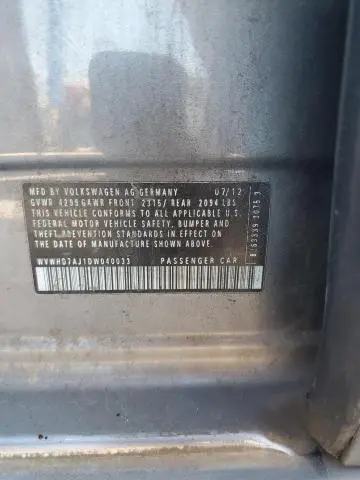 MFD BY VOLKSWAGEN AG GERMANY 07/12
GVWR 4299 GAWR FRONT 2315/ REAR 2094 LBS
THIS VEHICLE CONFORMS TO ALL APPLICABLE U.S.
FEDERAL MOTOR VEHICLE SAFETY, BUMPER AND
THEFT PREVENTION STANDARDS IN EFFECT ON
THE DATE OF MANUFACTURE SHOWN ABOVE
WVWHD7AJ1DW040033 PASSENGER CAR